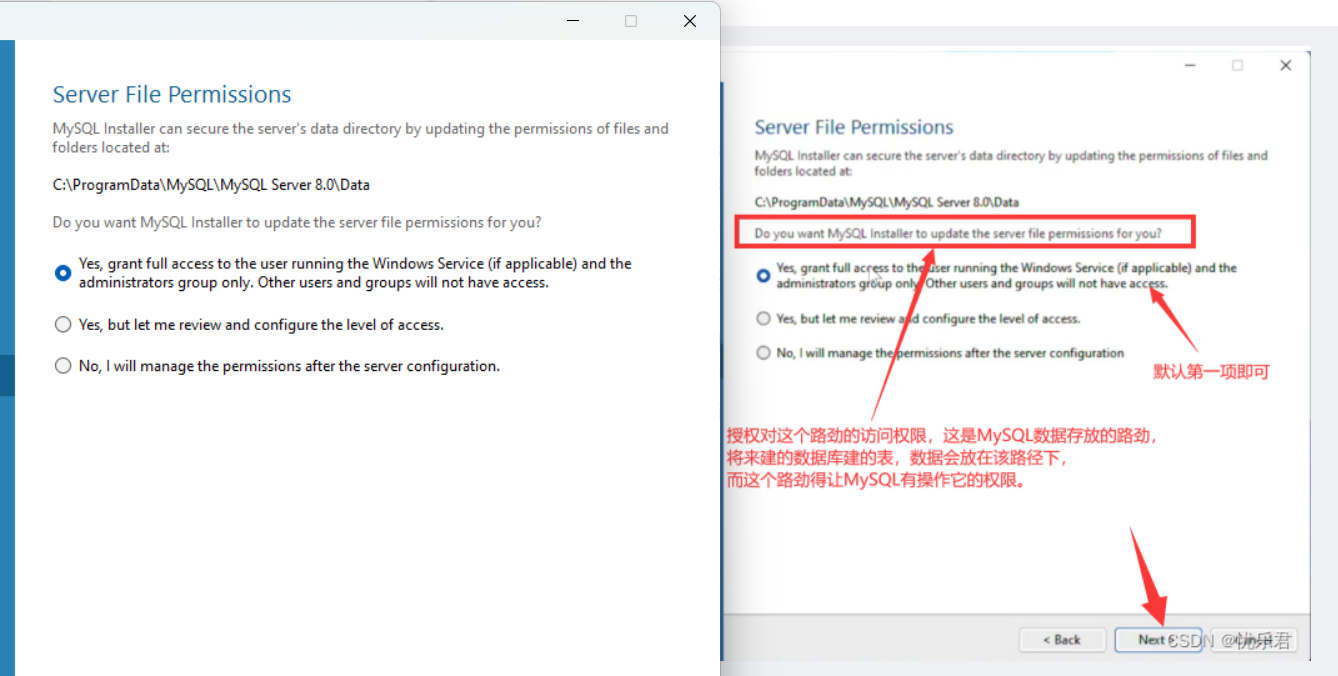 Server File Permissions
MySQL Installer can secure the server's data directory by updating the permissions of files and
folders located at:
C:\ProgramData\MySQL\MySQL Server 8.0\Data
Do you want MySQL Installer to update the server file permissions for you?
Yes, grant full access to the user running the Windows Service (if applicable) and the
administrators group only. Other users and groups will not have access.
Yes, but let me review and configure the level of access.
No, I will manage the permissions after the server configuration.
Server File Permissions
MySQL Installer can secure the server's data directory by updating the permissions of files and
folders located at:
C:\ProgramData\MySQL\MySQL Server 8.0\Data
Do you want MySQL Installer to update the server file permissions for you?
Yes, grant full access to the user running the Windows Service (if applicable) and the
administrators group only. Other users and groups will not have access.
Yes, but let me review and configure the level of access.
No, I will manage the permissions after the server configuration
默认第一项即可
授权对这个路劲的访问权限，这是MySQL数据存放的路劲，
将来建的数据库建的表，数据会放在该路径下，
而这个路劲得让MySQL有操作它的权限。
< Back
Next >
Cancel
CSDN @忧乐君